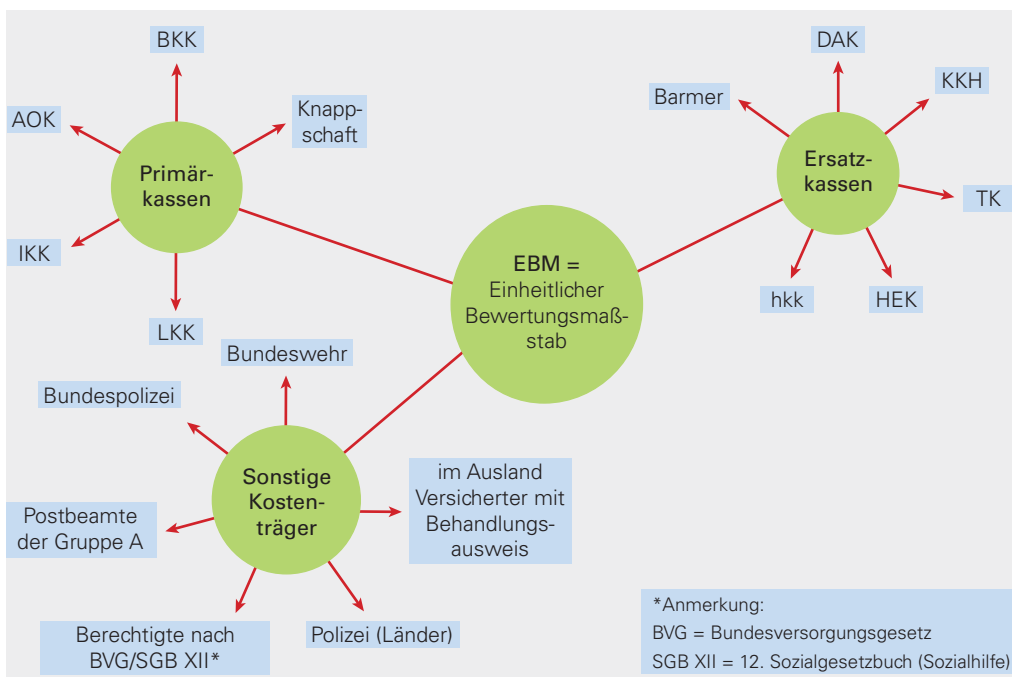 BKK
AOK
Knapp-
schaft
Primär-
kassen
IKK
LKK
DAK
KKH
Barmer
Ersatz-
kassen
TK
hkk
HEK
EBM =
Einheitlicher
Bewertungsmaß-
stab
Bundeswehr
Bundespolizei
Sonstige
Kosten-
träger
im Ausland
Versicherter mit
Behandlungs-
ausweis
Postbeamte
der Gruppe A
Berechtigte nach
BVG/SGB XII*
Polizei (Länder)
*Anmerkung:
BVG = Bundesversorgungsgesetz
SGB XII = 12. Sozialgesetzbuch (Sozialhilfe)